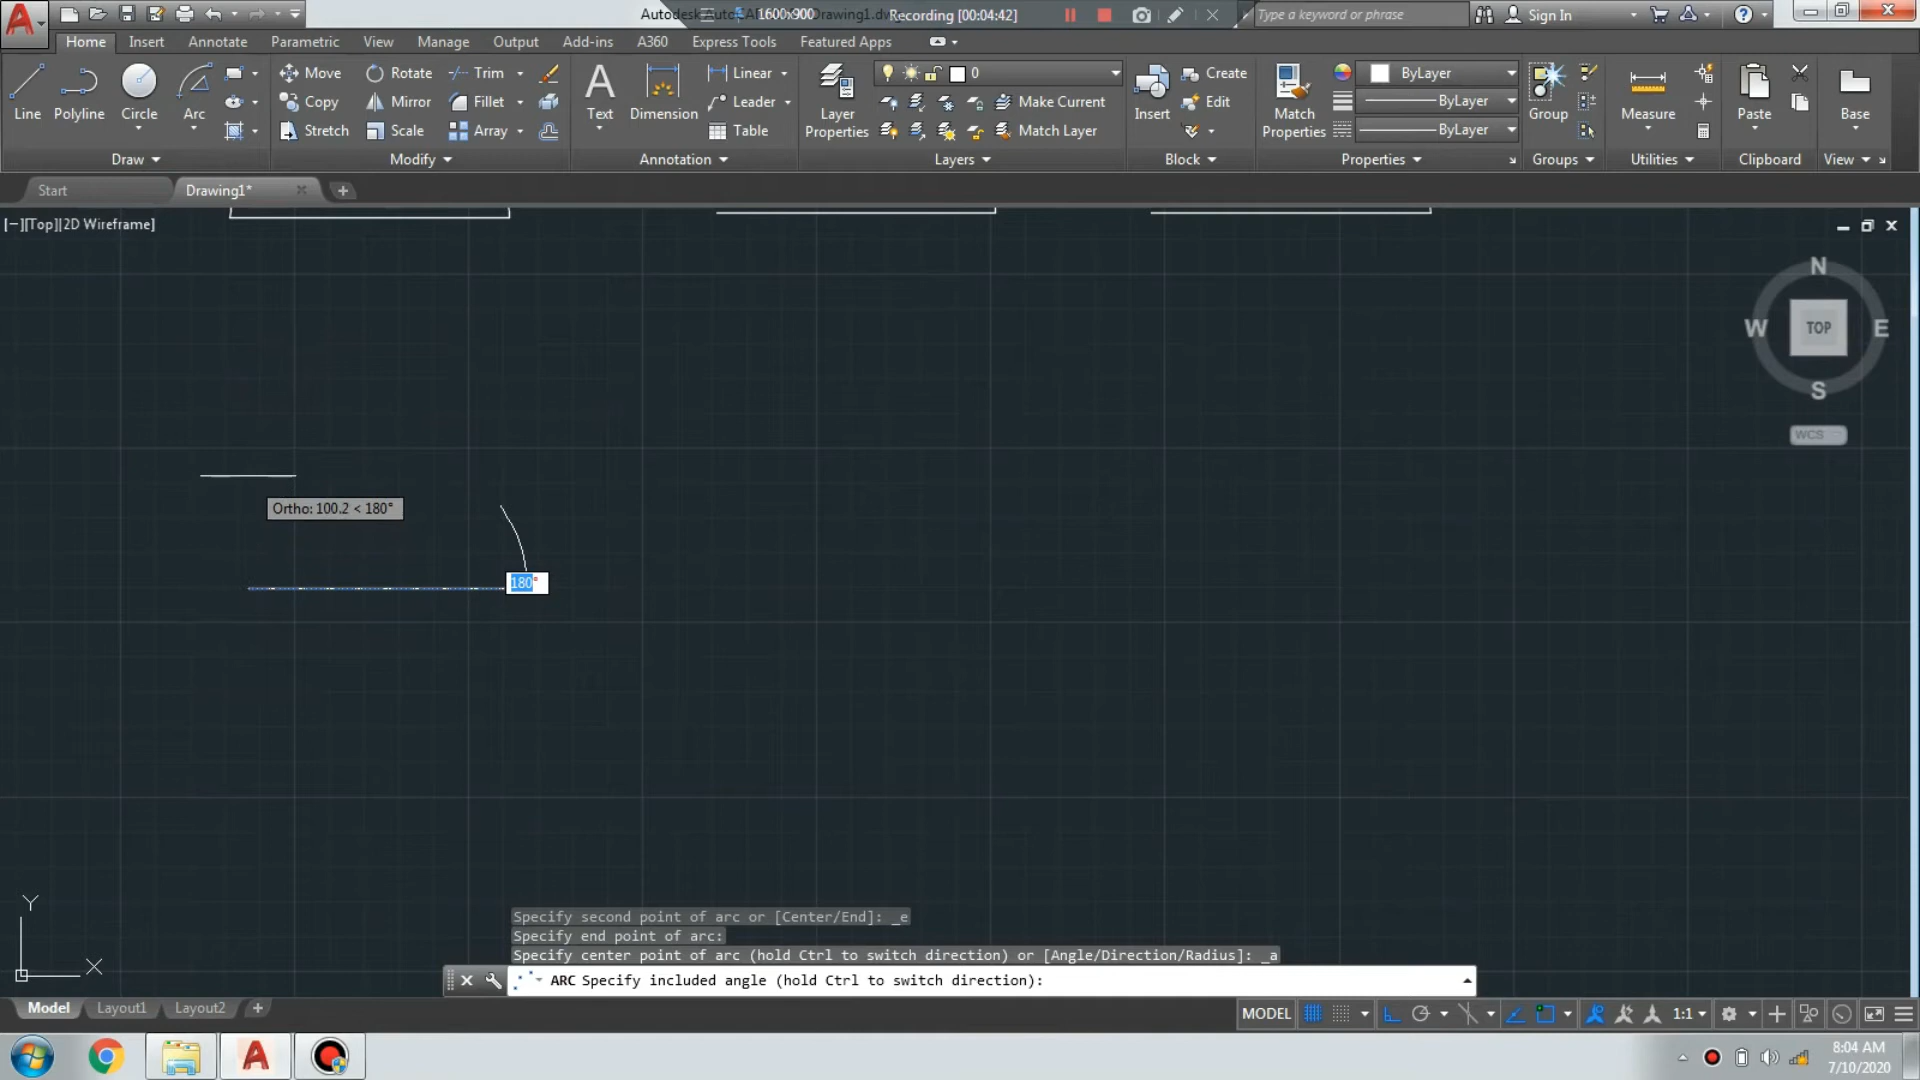 Autodesk AutoCA 1600x900 Drawing1.dw Recording [00:04:42] Type a keyword or phrase Sign In
Home Insert Annotate Parametric View Manage Output Add-ins A360 Express Tools Featured Apps
Move Rotate Trim Linear 0 Create ByLayer
Copy Mirror Fillet Leader Make Current Edit ByLayer
Line Polyline Circle Arc Text Dimension Layer Properties Insert Match Properties Group Measure Paste Base
Stretch Scale Array Table Match Layer ByLayer
Draw Modify Annotation Layers Block Properties Groups Utilities Clipboard View
Start Drawing1*
[−][Top][2D Wireframe]
N
W TOP E
S
WCS
Ortho: 100.2 < 180°
180°
Y
X
Specify second point of arc or [Center/End]: _e
Specify end point of arc:
Specify center point of arc (hold Ctrl to switch direction) or [Angle/Direction/Radius]: _a
ARC Specify included angle (hold Ctrl to switch direction):
Model Layout1 Layout2 MODEL 1:1
8:04 AM
7/10/2020